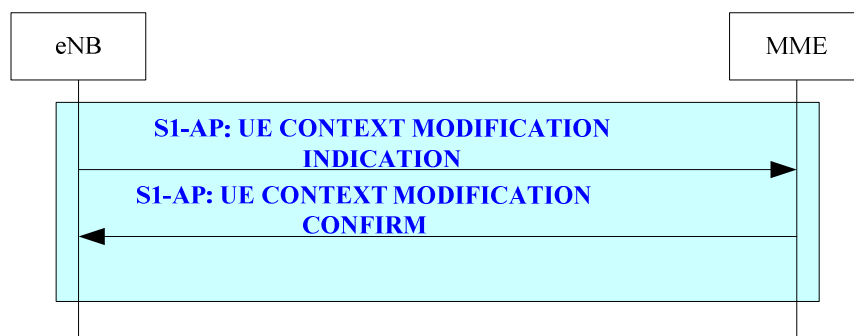 eNB
MME
S1-AP: UE CONTEXT MODIFICATION
INDICATION
S1-AP: UE CONTEXT MODIFICATION
CONFIRM